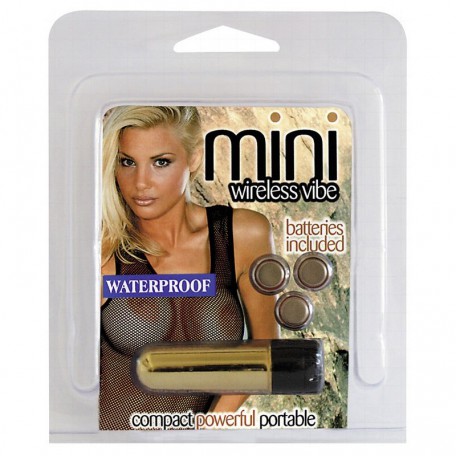 mini
wireless vibe
batteries
included
WATERPROOF
compact powerful portable